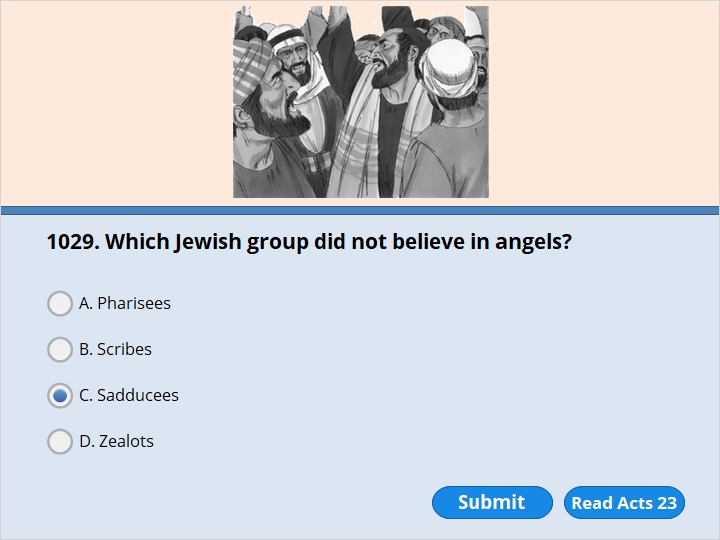 1029. Which Jewish group did not believe in angels?
A. Pharisees
B. Scribes
C. Sadducees
D. Zealots
Submit
Read Acts 23